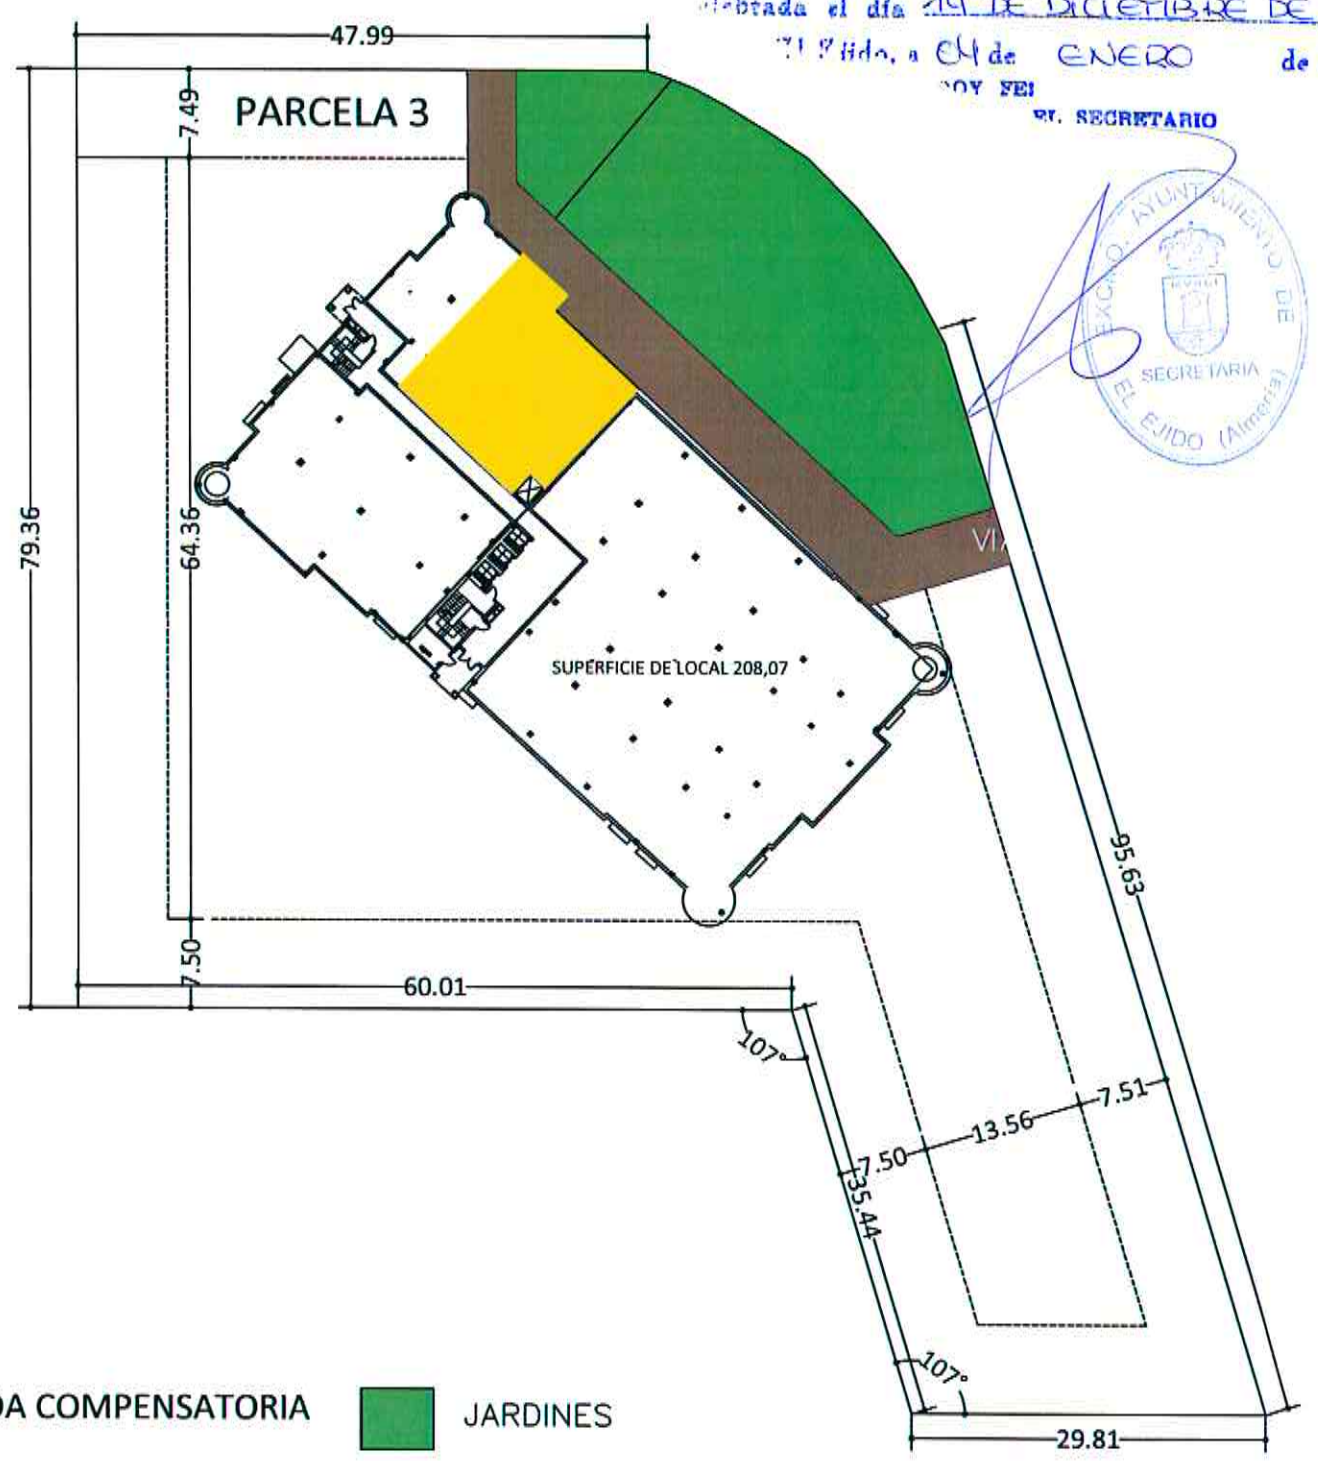 celebrada el día 14 DE DICIEMBRE DE
El Ejido, a 04 de ENERO de
DOY FE:
EL SECRETARIO
EXCMO. AYUNTAMIENTO DE
EL EJIDO (Almería)
SECRETARIA
47.99
PARCELA 3
7.49
79.36
64.36
VIA
SUPERFICIE DE LOCAL 208,07
95.63
7.50
60.01
107°
7.50
13.56
7.51
35.44
107°
29.81
DA COMPENSATORIA
JARDINES